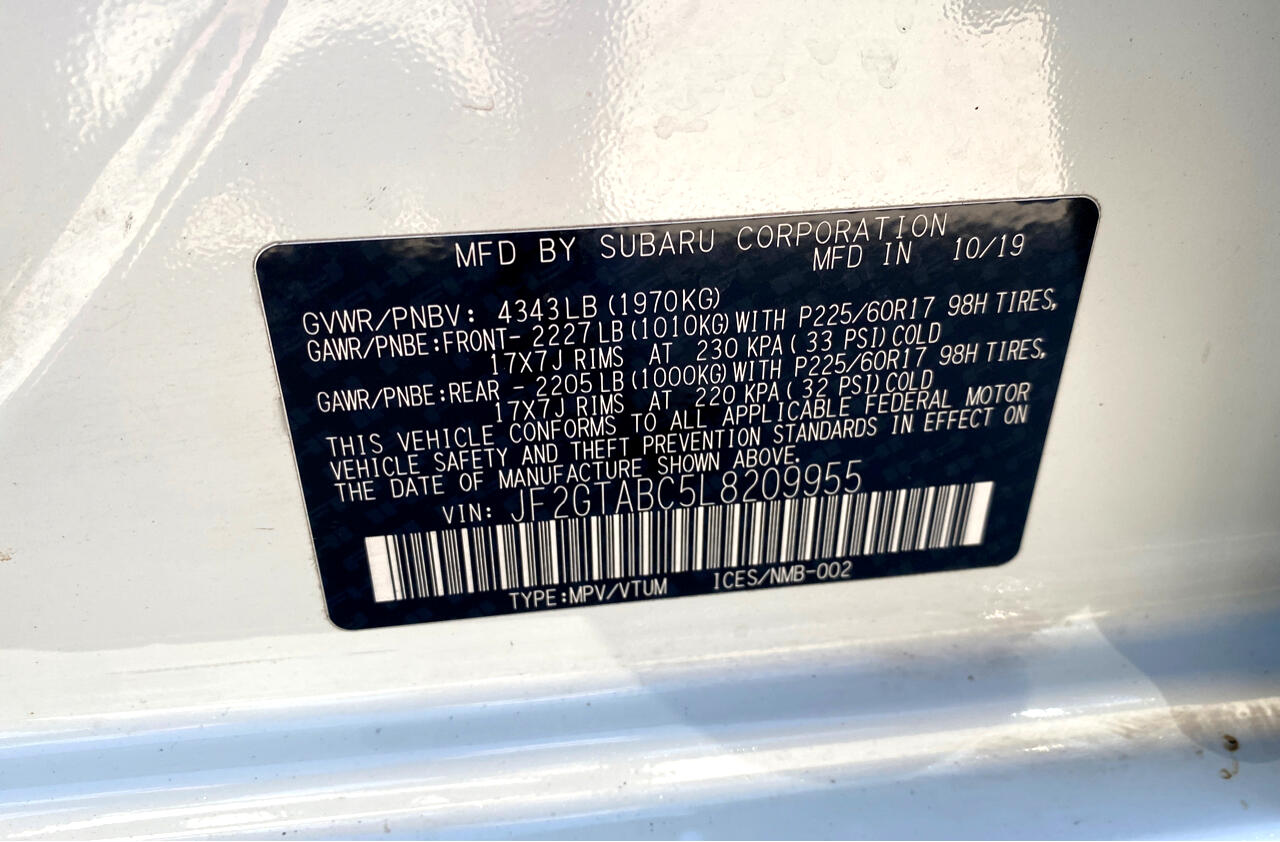 MFD BY SUBARU CORPORATION
MFD IN 10/19
GVWR/PNBV: 4343LB (1970KG)
GAWR/PNBE:FRONT- 2227LB (1010KG) WITH P225/60R17 98H TIRES,
17X7J RIMS AT 230 KPA ( 33 PSI) COLD
GAWR/PNBE:REAR - 2205LB (1000KG) WITH P225/60R17 98H TIRES,
17X7J RIMS AT 220 KPA ( 32 PSI) COLD
THIS VEHICLE CONFORMS TO ALL APPLICABLE FEDERAL MOTOR
VEHICLE SAFETY AND THEFT PREVENTION STANDARDS IN EFFECT ON
THE DATE OF MANUFACTURE SHOWN ABOVE.
VIN: JF2GTABC5L8209955
TYPE:MPV/VTUM ICES/NMB-002